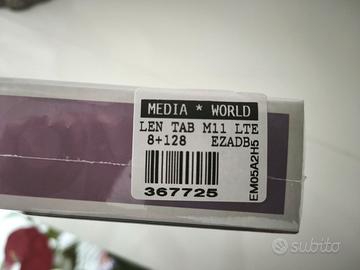 MEDIA * WORLD
LEN TAB M11 LTE
8+128 EZADB
367725
EM05A2H5
subito